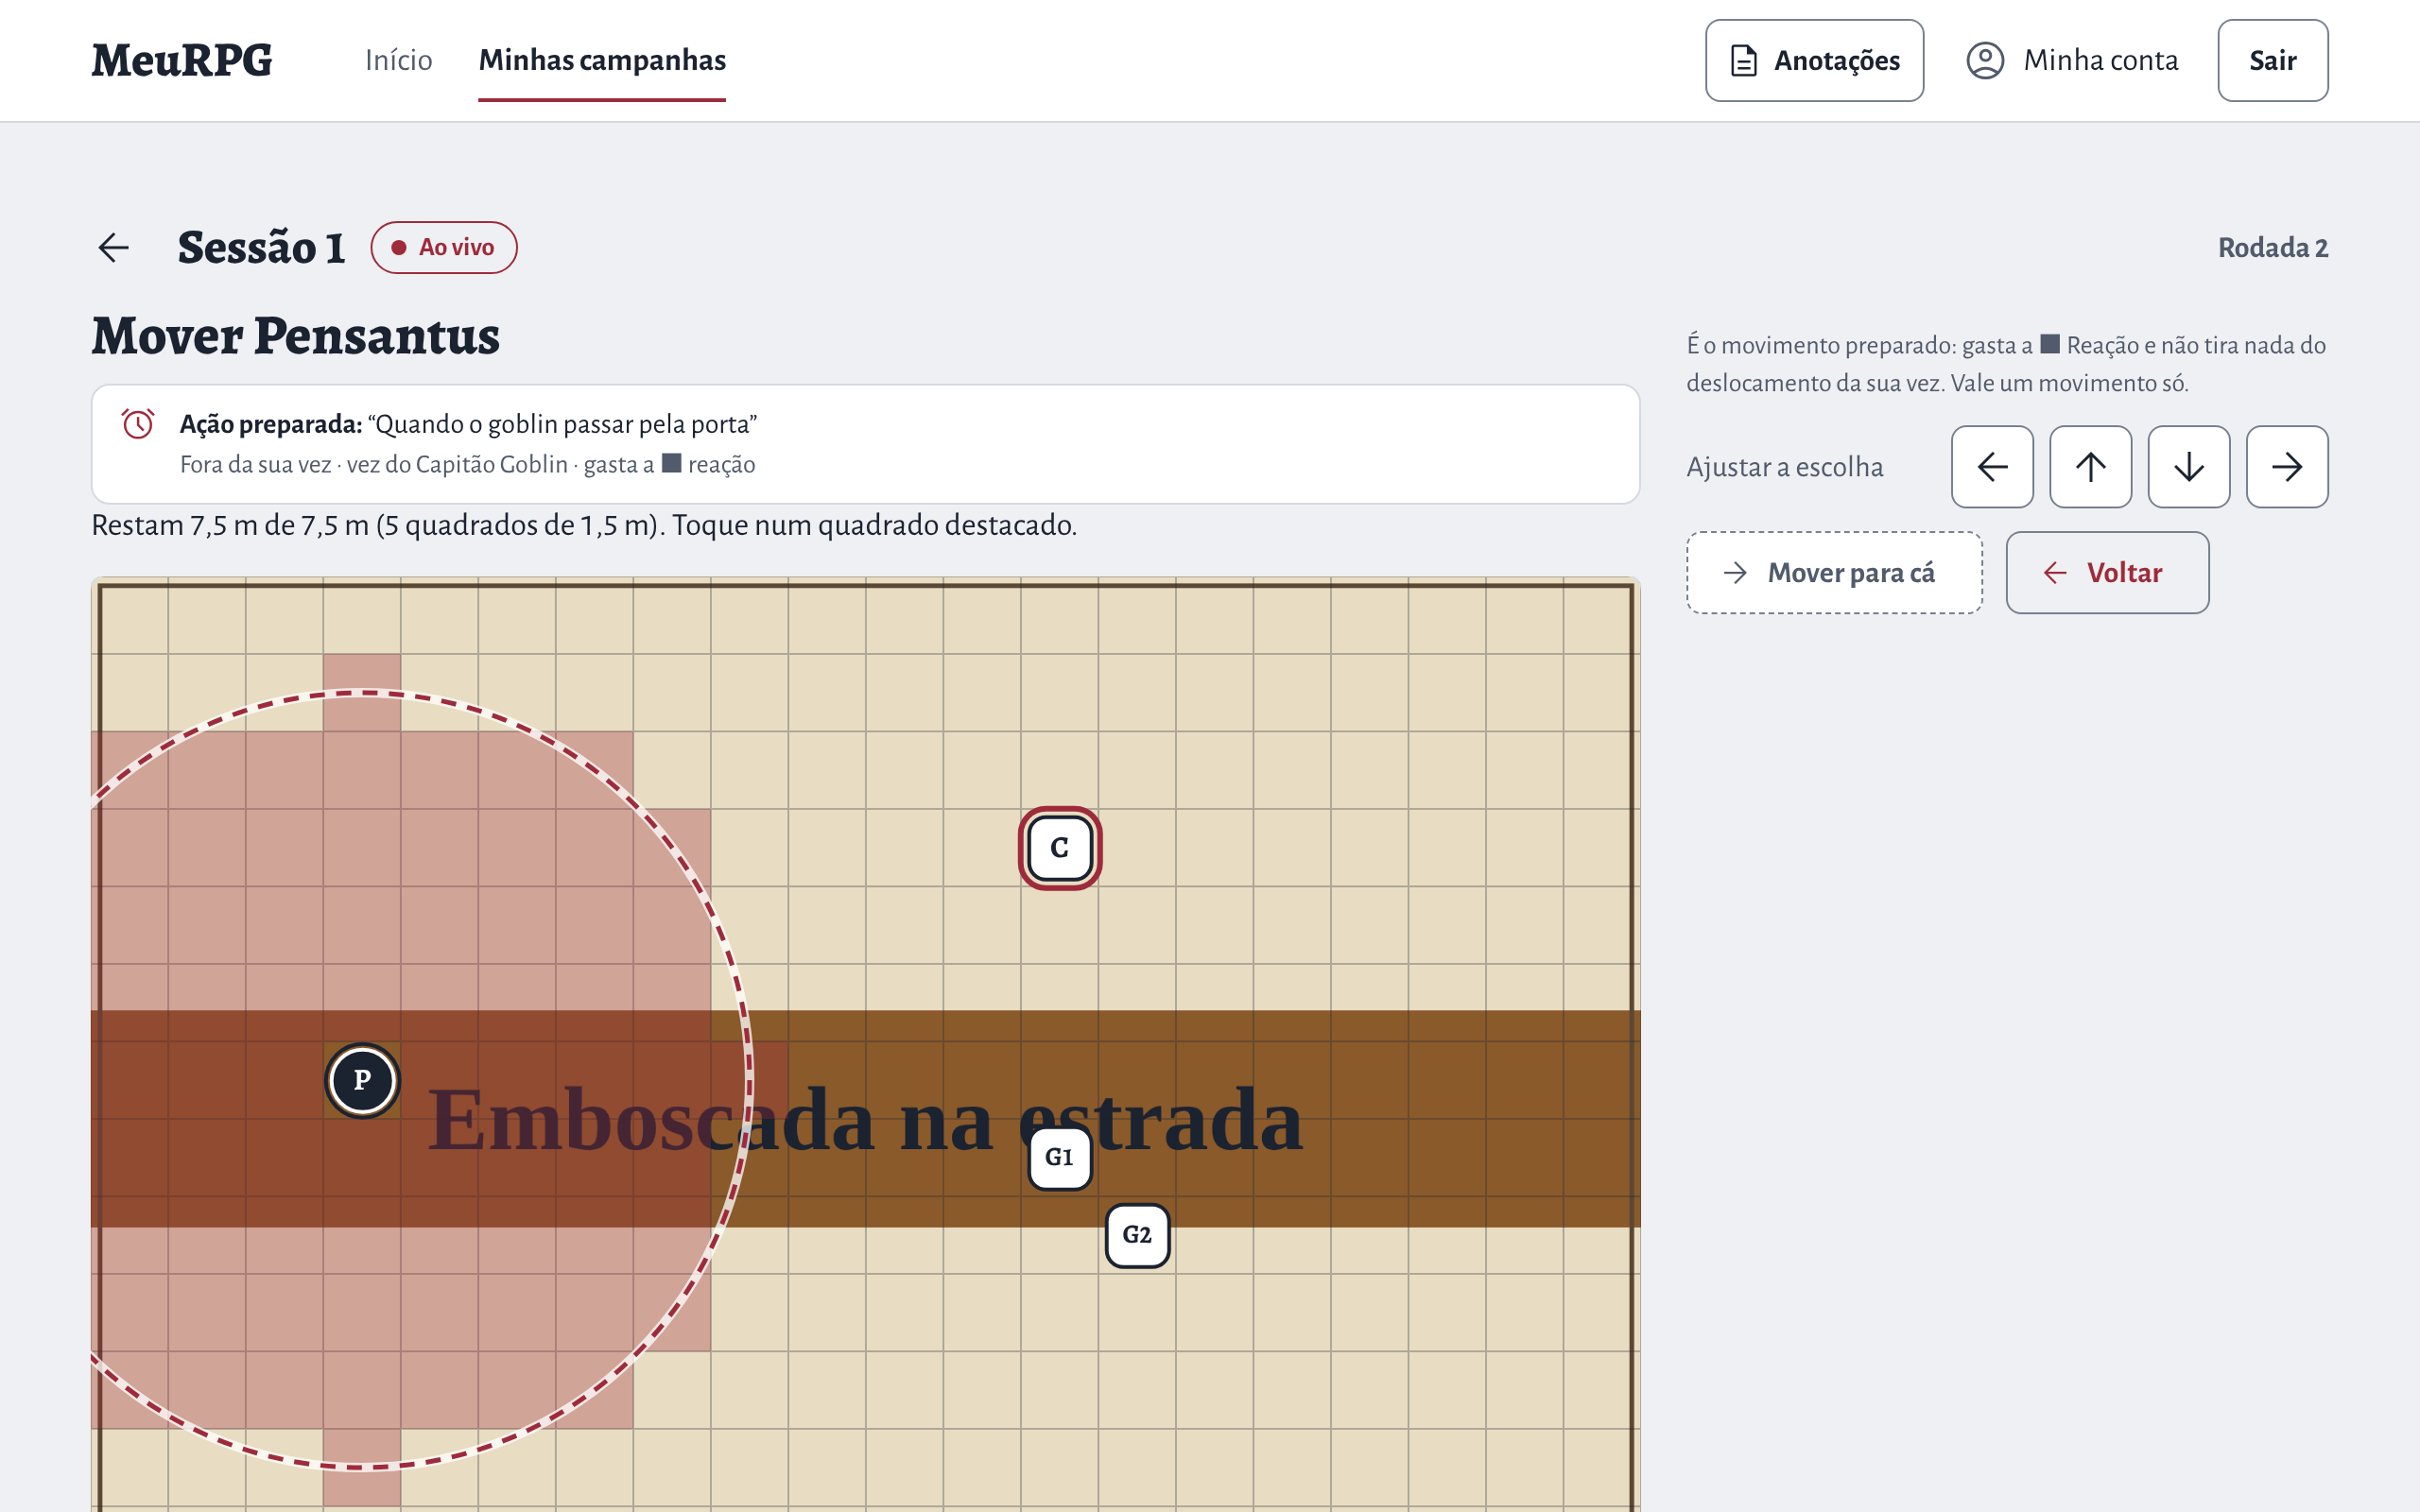 MeuRPG
Início
Minhas campanhas
Anotações
Minha conta
Sair
Sessão 1
Ao vivo
Rodada 2
Mover Pensantus
Ação preparada: “Quando o goblin passar pela porta”
Fora da sua vez · vez do Capitão Goblin · gasta a ■ reação
Restam 7,5 m de 7,5 m (5 quadrados de 1,5 m). Toque num quadrado destacado.
É o movimento preparado: gasta a ■ Reação e não tira nada do
deslocamento da sua vez. Vale um movimento só.
Ajustar a escolha
Mover para cá
Voltar
C
P
Emboscada na estrada
G1
G2